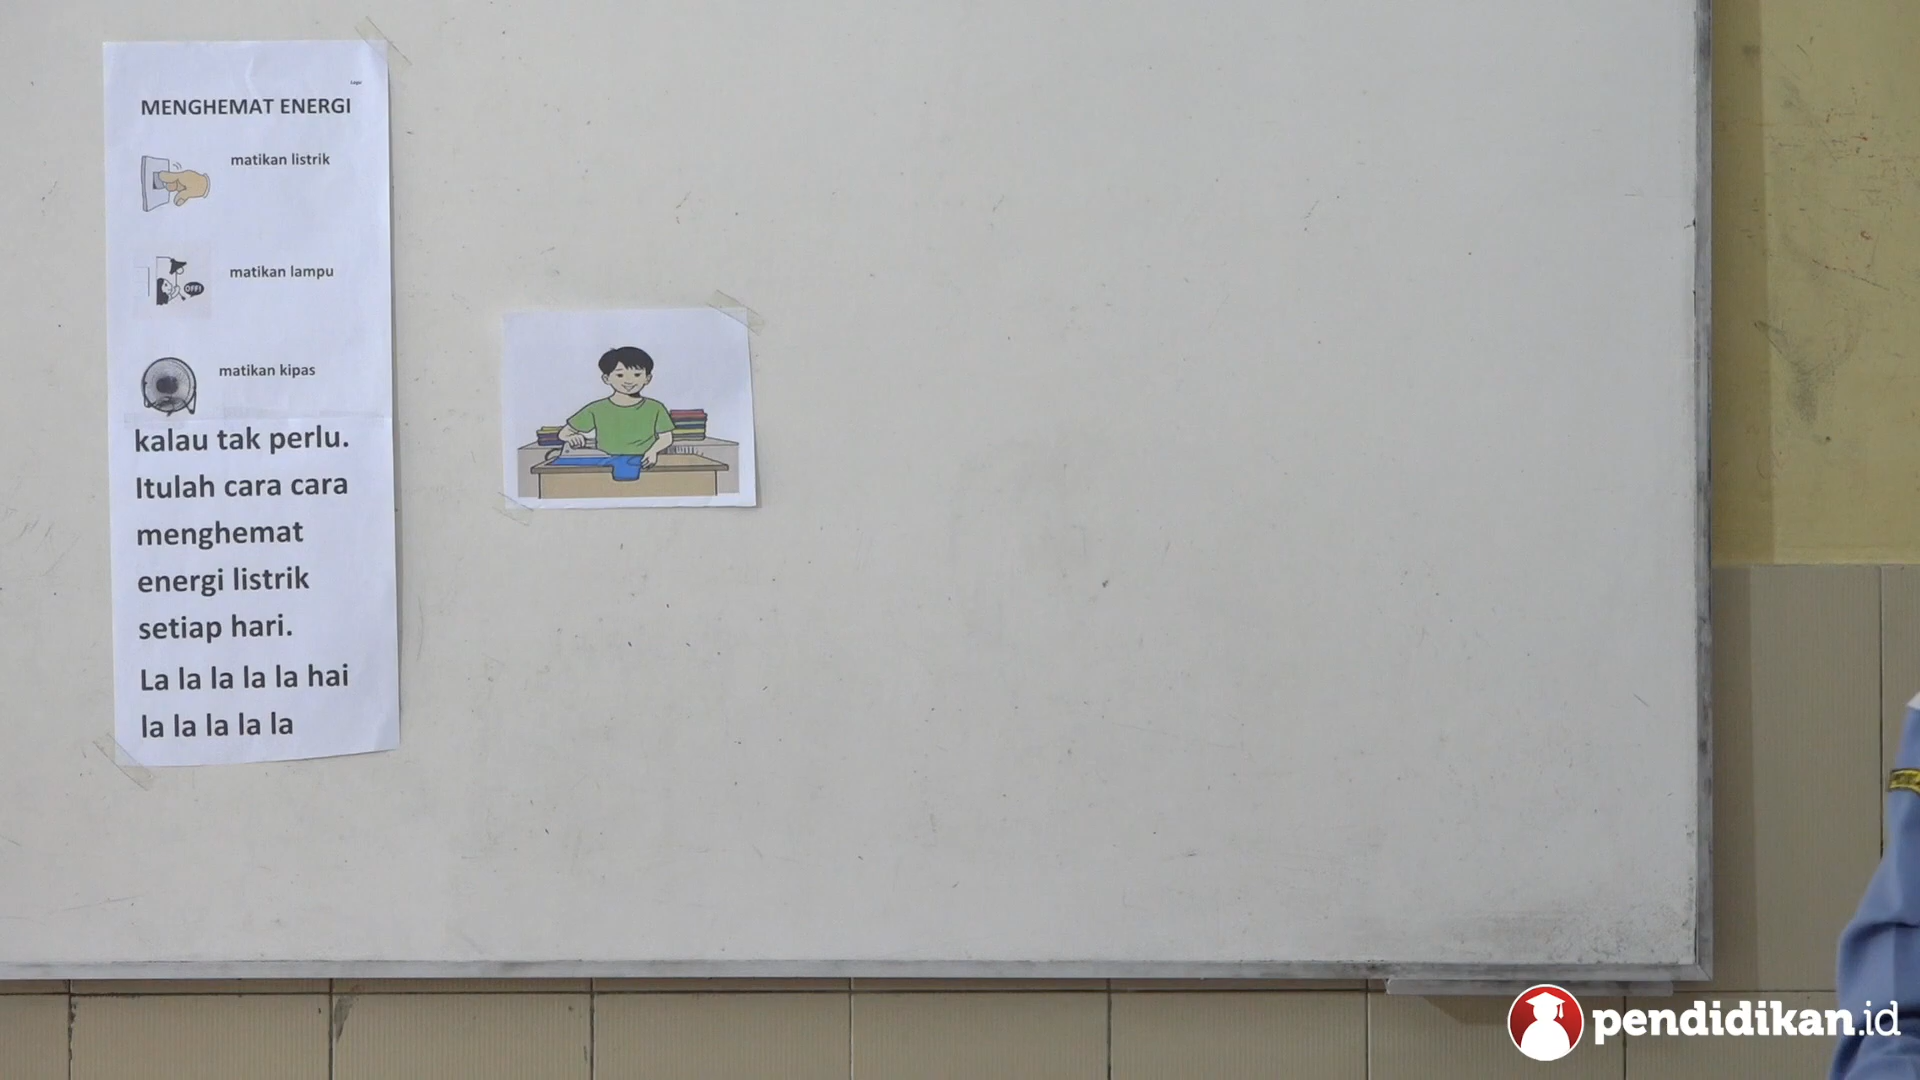 MENGHEMAT ENERGI
matikan listrik
matikan lampu
OFF!
matikan kipas
kalau tak perlu.
Itulah cara cara
menghemat
energi listrik
setiap hari.
La la la la la hai
la la la la la
pendidikan.id